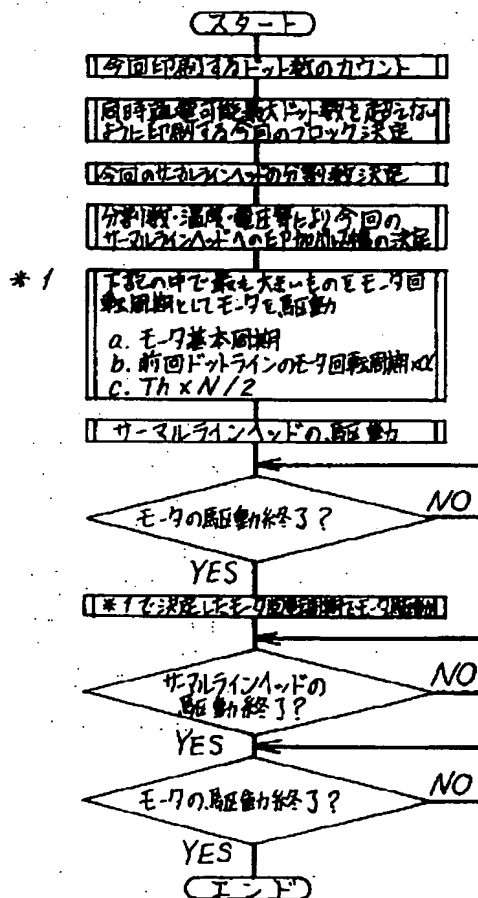 スタート
今回印刷するドット数のカウント
同時通電可能最大ドット数を超えない
ように印刷する今回のブロック決定
今回のサーマルラインヘッドの分割数決定
分割数・温度・電圧等により今回の
サーマルラインヘッドへの印加パルス幅の決定
*1
下記の中で最も大きいものをモータ回
転周期としてモータを駆動
a. モータ基本周期
b. 前回ドットラインのモータ回転周期×α
c. Th×N/2
サーマルラインヘッドの駆動
モータの駆動終了?
NO
YES
*1で決定したモータ回転周期でモータ駆動
サーマルラインヘッドの
駆動終了?
NO
YES
モータの駆動終了?
NO
YES
エンド